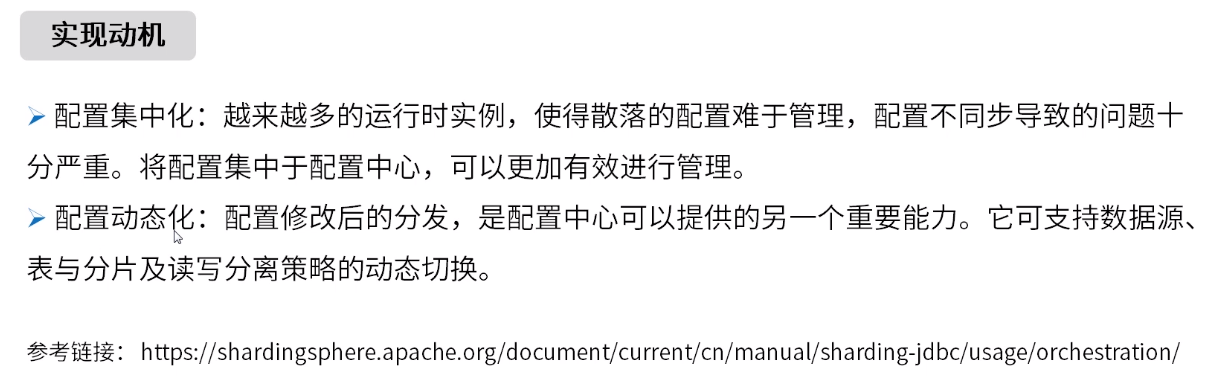 实现动机
配置集中化：越来越多的运行时实例，使得散落的配置难于管理，配置不同步导致的问题十
分严重。将配置集中于配置中心，可以更加有效进行管理。
配置动态化：配置修改后的分发，是配置中心可以提供的另一个重要能力。它可支持数据源、
表与分片及读写分离策略的动态切换。
参考链接：https://shardingsphere.apache.org/document/current/cn/manual/sharding-jdbc/usage/orchestration/